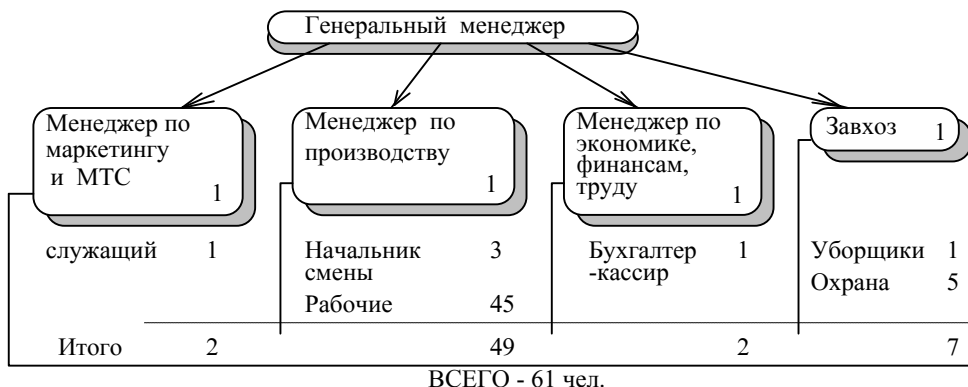 Генеральный менеджер
Менеджер по
маркетингу
и МТС
1
Менеджер по
производству
1
Менеджер по
экономике,
финансам,
труду
1
Завхоз
1
служащий 1
Начальник
смены
3
Рабочие 45
Бухгалтер
-кассир
1
Уборщики 1
Охрана 5
Итого 2 49 2 7
ВСЕГО - 61 чел.